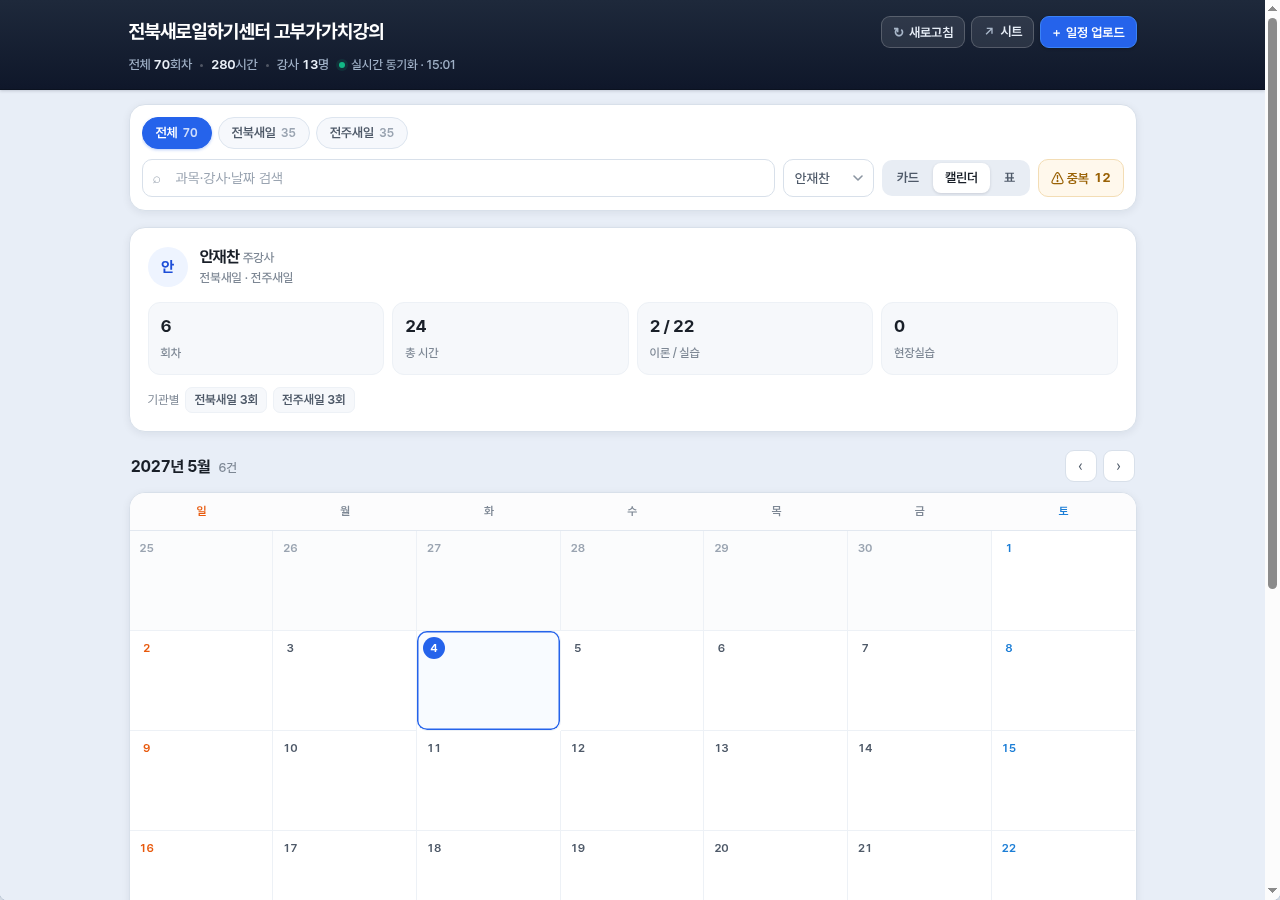 전북새로일하기센터 고부가가치강의
↻ 새로고침
↗ 시트
+ 일정 업로드
전체 70회차 • 280시간 • 강사 13명 ● 실시간 동기화 · 15:01
전체 70
전북새일 35
전주새일 35
과목·강사·날짜 검색
안재찬
카드
캘린더
표
중복 12
안
안재찬 주강사
전북새일 · 전주새일
6
회차
24
총 시간
2 / 22
이론 / 실습
0
현장실습
기관별 전북새일 3회 전주새일 3회
2027년 5월 6건
‹ ›
일 월 화 수 목 금 토
25 26 27 28 29 30 1
2 3 4 5 6 7 8
9 10 11 12 13 14 15
16 17 18 19 20 21 22